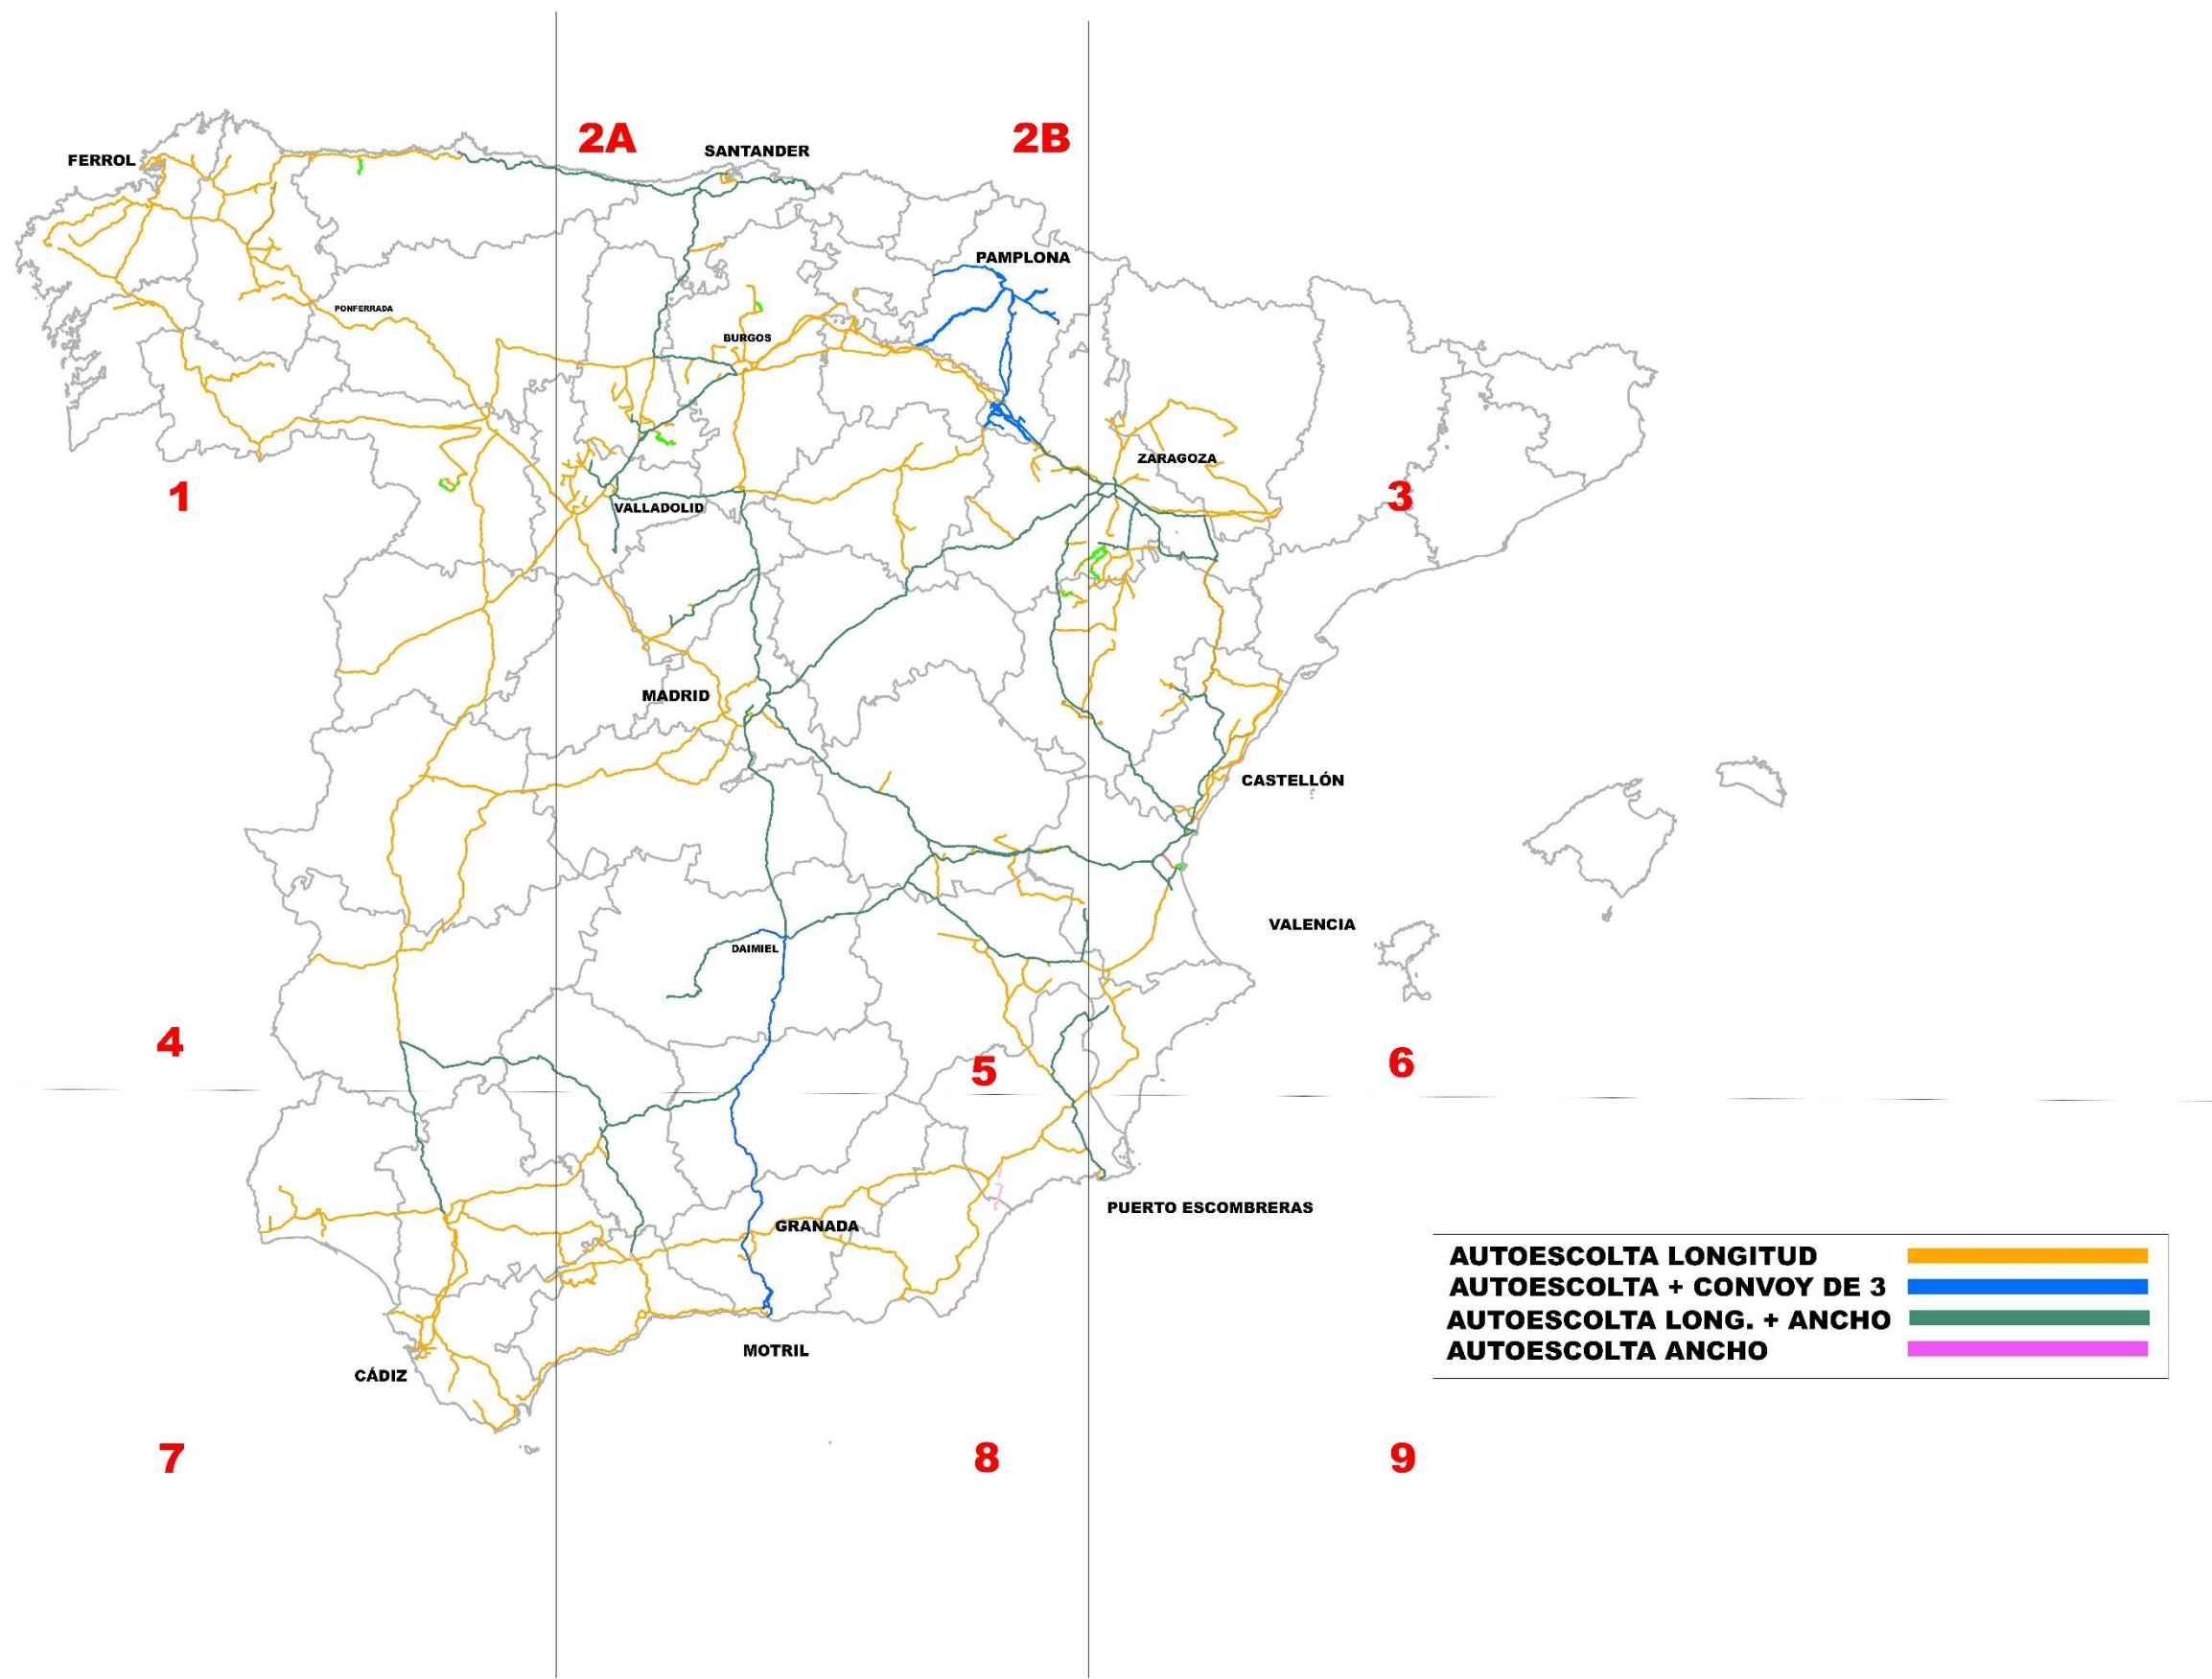 2A
2B
SANTANDER
FERROL
PAMPLONA
PONFERRADA
BURGOS
ZARAGOZA
1
3
VALLADOLID
MADRID
CASTELLÓN
VALENCIA
DAIMIEL
4
5
6
PUERTO ESCOMBRERAS
GRANADA
AUTOESCOLTA LONGITUD
AUTOESCOLTA + CONVOY DE 3
AUTOESCOLTA LONG. + ANCHO
AUTOESCOLTA ANCHO
MOTRIL
CÁDIZ
7
8
9